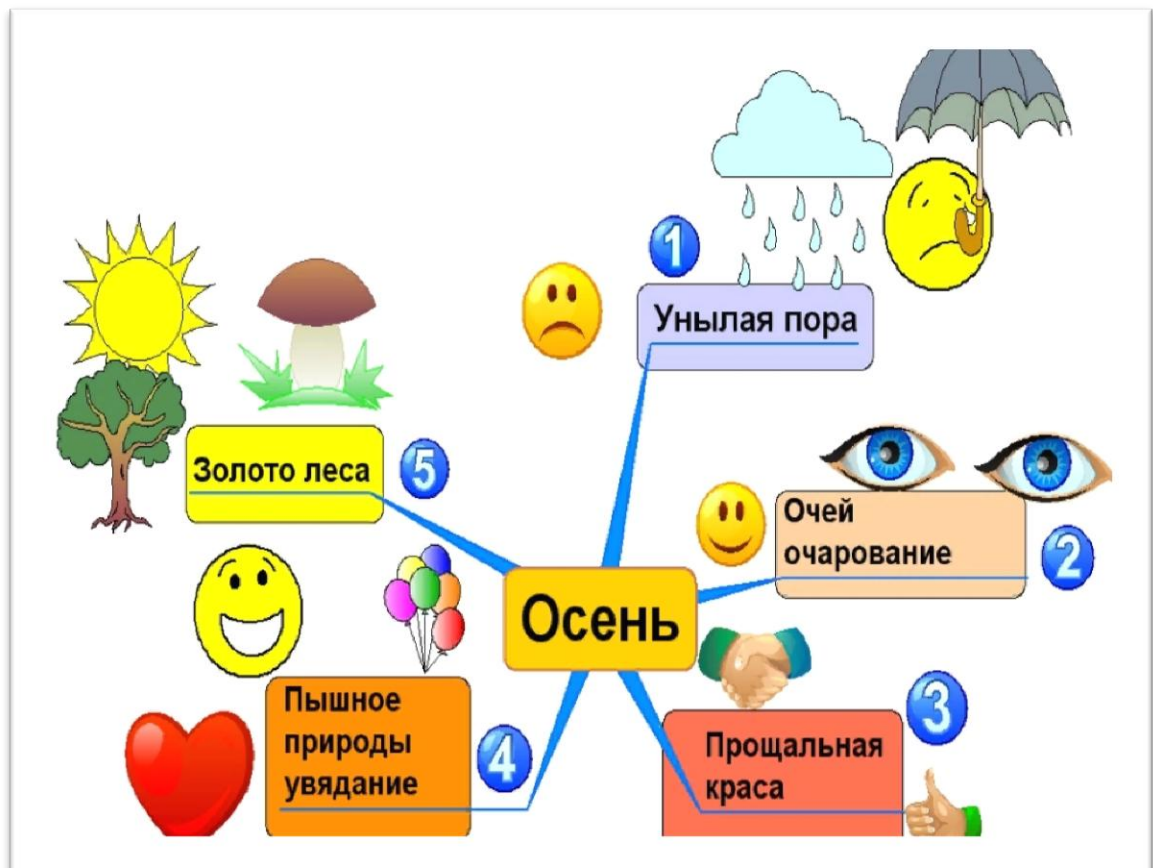 1
Унылая пора
Очей
очарование
2
Осень
3
Прощальная
краса
Пышное
природы
увядание
4
Золото леса
5